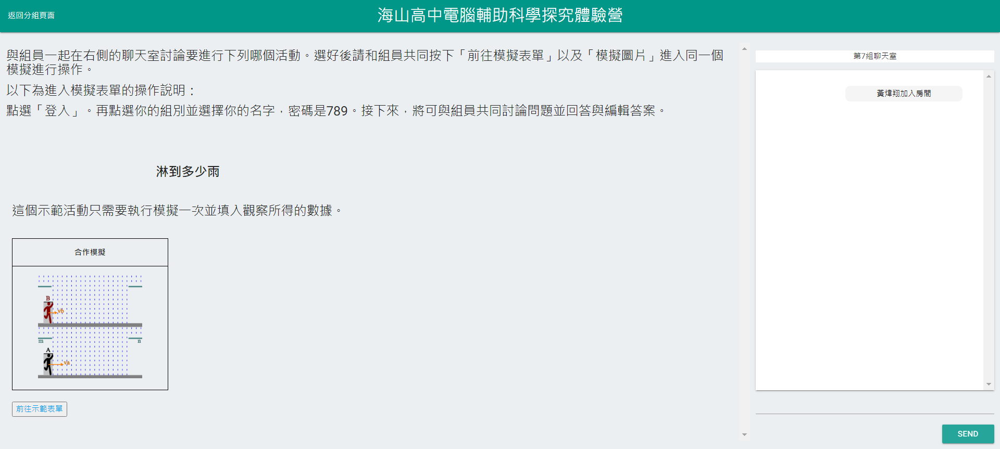 返回分組頁面
海山高中電腦輔助科學探究體驗營
與組員一起在右側的聊天室討論要進行下列哪個活動。選好後請和組員共同按下「前往模擬表單」以及「模擬圖片」進入同一個
模擬進行操作。
以下為進入模擬表單的操作說明：
點選「登入」。再點選你的組別並選擇你的名字，密碼是789。接下來，將可與組員共同討論問題並回答與編輯答案。
淋到多少雨
這個示範活動只需要執行模擬一次並填入觀察所得的數據。
合作模擬
B
vb
m
n
A
va
前往示範表單
第7組聊天室
黃煒翔加入房間
SEND